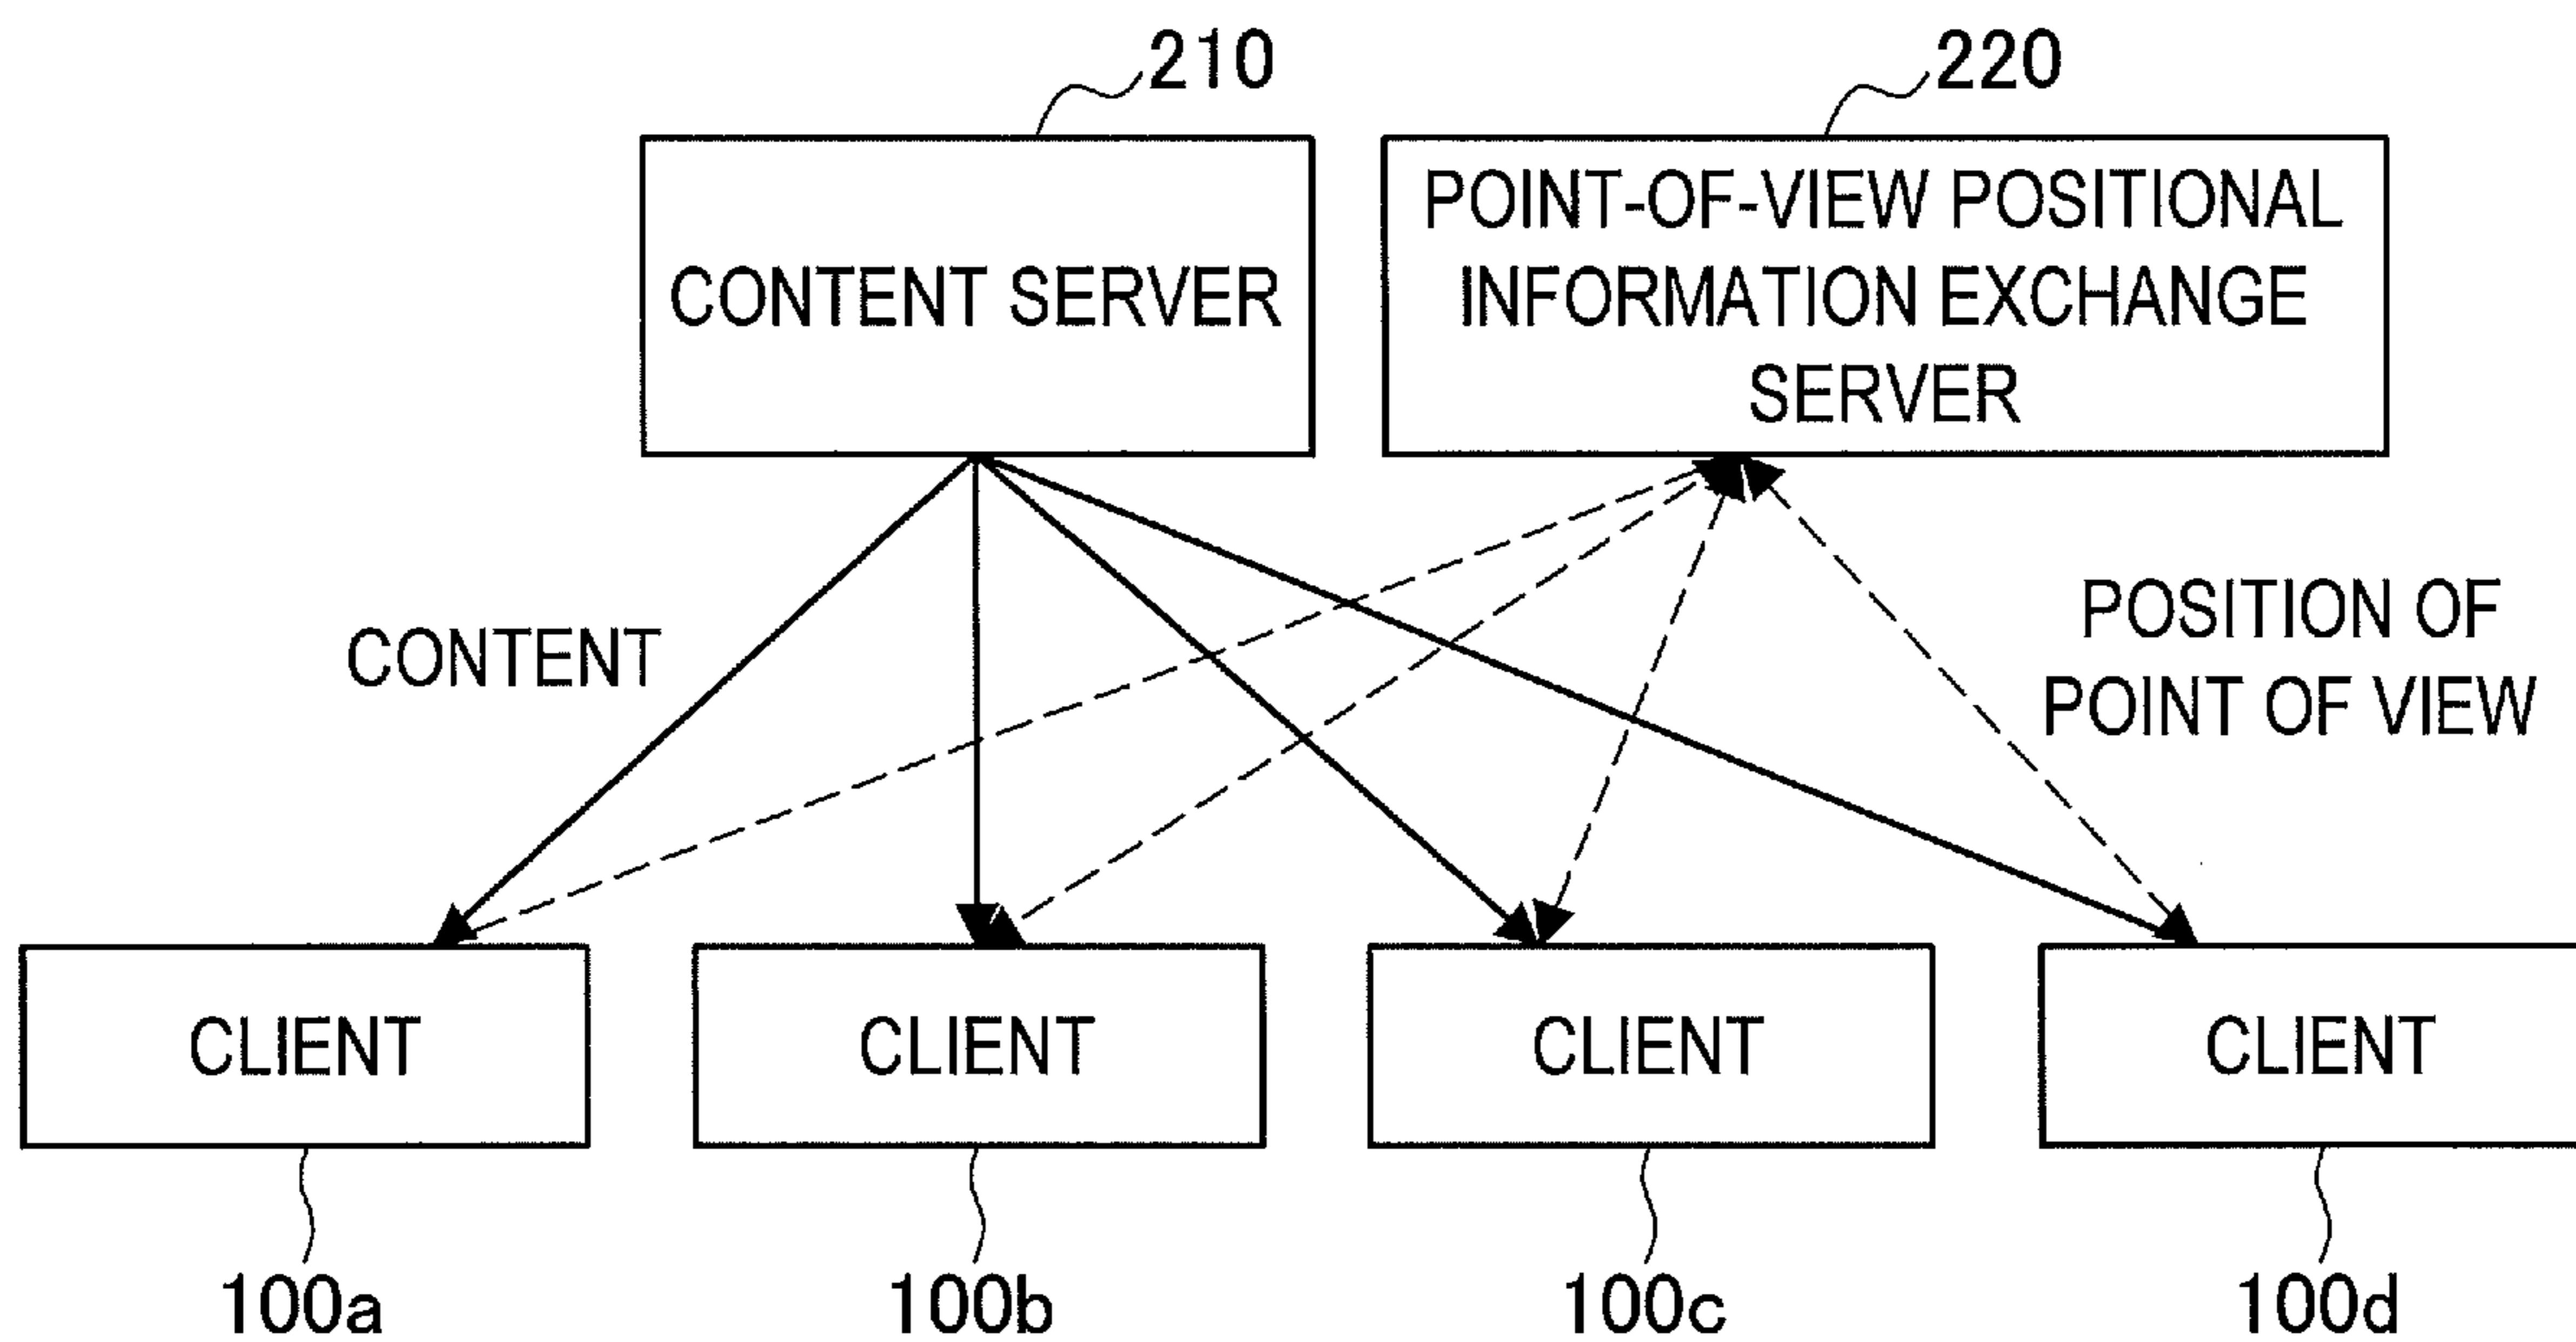 210
220
CONTENT SERVER
POINT-OF-VIEW POSITIONAL
INFORMATION EXCHANGE
SERVER
CONTENT
POSITION OF
POINT OF VIEW
CLIENT
CLIENT
CLIENT
CLIENT
100a
100b
100c
100d